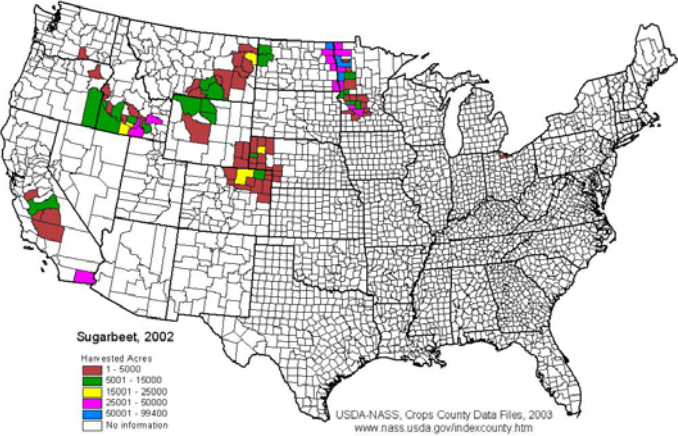 Sugarbeet, 2002
Harvested Acres
1 - 5000
5001 - 15000
15001 - 25000
25001 - 50000
50001 - 99400
No information
USDA-NASS, Crops County Data Files, 2003
www.nass.usda.gov/indexcounty.htm